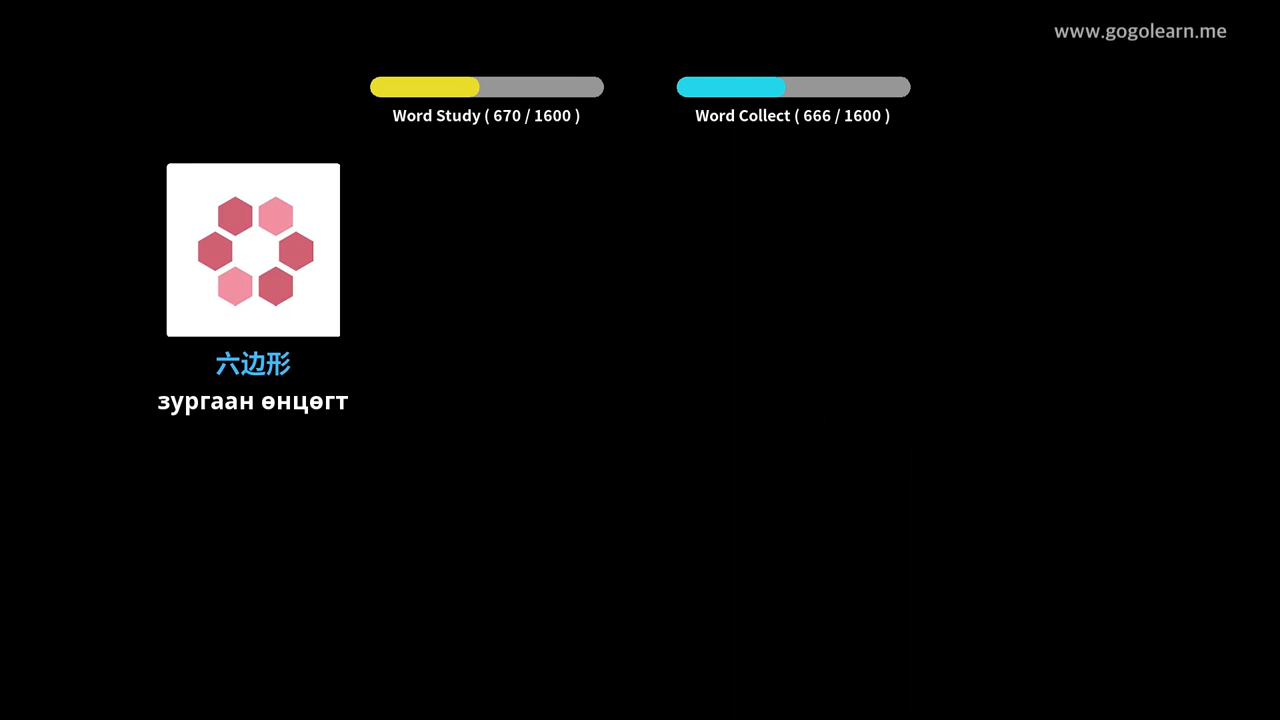 www.gogolearn.me
Word Study ( 670 / 1600 )
Word Collect ( 666 / 1600 )
六边形
зургаан өнцөгт